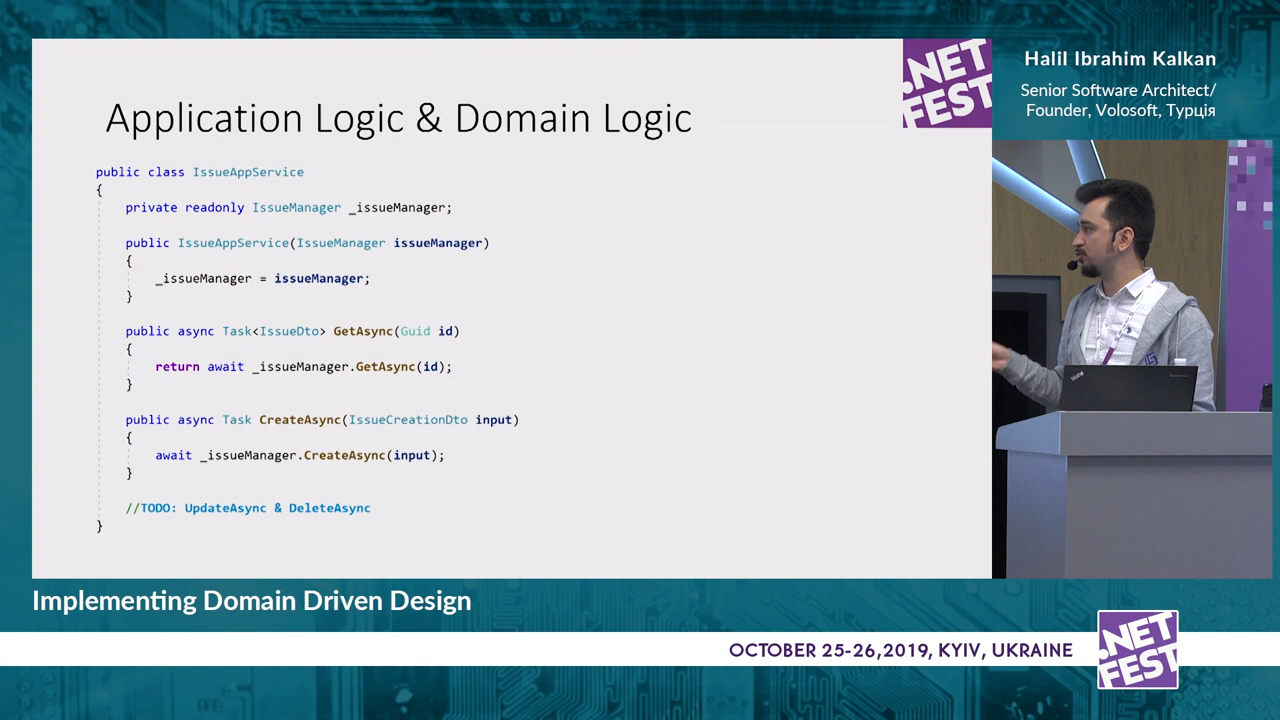 .NET
FEST
Halil Ibrahim Kalkan
Senior Software Architect/
Founder, Volosoft, Турція
Application Logic & Domain Logic
public class IssueAppService
{
private readonly IssueManager _issueManager;
public IssueAppService(IssueManager issueManager)
{
_issueManager = issueManager;
}
public async Task<IssueDto> GetAsync(Guid id)
{
return await _issueManager.GetAsync(id);
}
public async Task CreateAsync(IssueCreationDto input)
{
await _issueManager.CreateAsync(input);
}
//TODO: UpdateAsync & DeleteAsync
}
Implementing Domain Driven Design
OCTOBER 25-26,2019, KYIV, UKRAINE
.NET
FEST